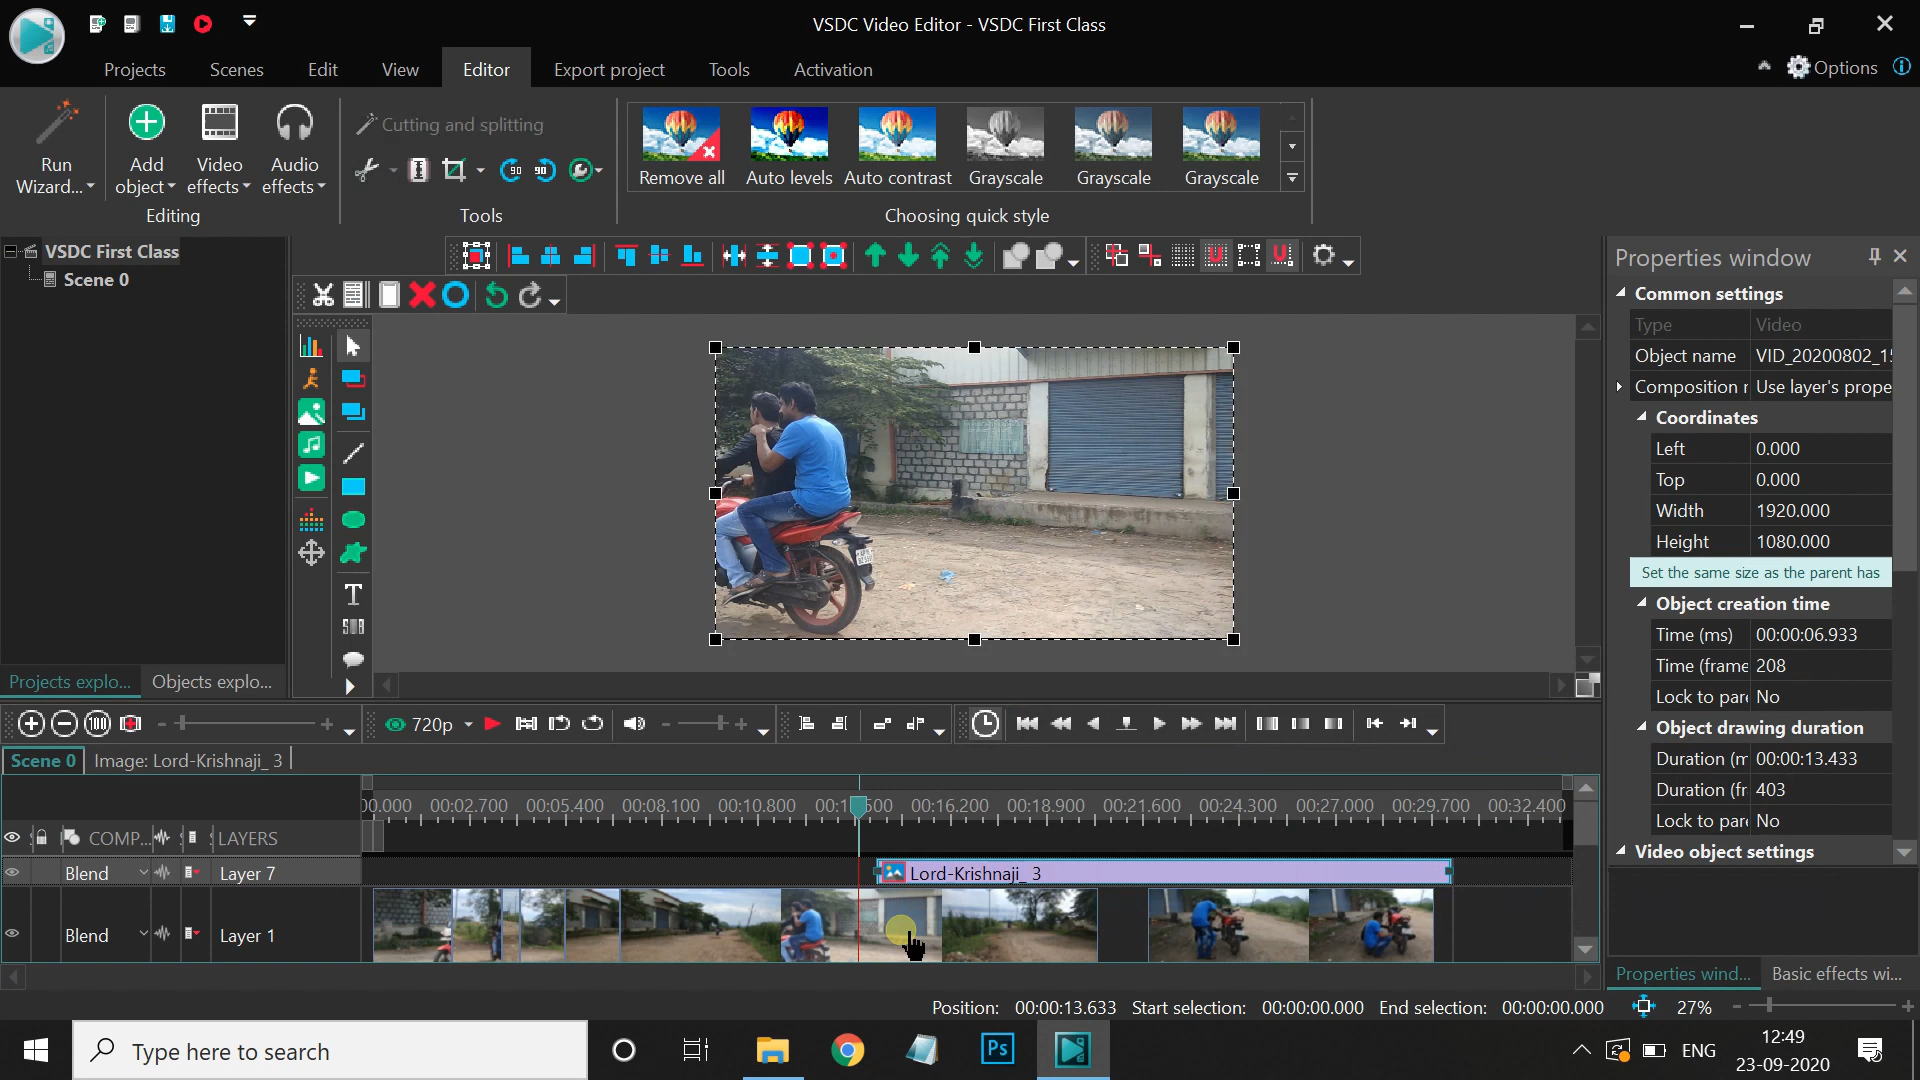 VSDC Video Editor - VSDC First Class
Projects Scenes Edit View Editor Export project Tools Activation
Options
Run Wizard...
Add object
Video effects
Audio effects
Editing
Cutting and splitting
Tools
Remove all Auto levels Auto contrast Grayscale Grayscale Grayscale
Choosing quick style
VSDC First Class
Scene 0
Projects explo... Objects explo...
Properties window
Common settings
Type Video
Object name VID_20200802_1
Composition Use layer's prope
Coordinates
Left 0.000
Top 0.000
Width 1920.000
Height 1080.000
Set the same size as the parent has
Object creation time
Time (ms) 00:00:06.933
Time (frame 208
Lock to par No
Object drawing duration
Duration (m 00:00:13.433
Duration (fr 403
Lock to par No
Video object settings
Properties wind... Basic effects wi...
720p
Scene 0 Image: Lord-Krishnaji_ 3
00.000 00:02.700 00:05.400 00:08.100 00:10.800 00:1 500 00:16.200 00:18.900 00:21.600 00:24.300 00:27.000 00:29.700 00:32.400
COMP... LAYERS
Blend Layer 7
Lord-Krishnaji_ 3
Blend Layer 1
Position: 00:00:13.633 Start selection: 00:00:00.000 End selection: 00:00:00.000 27%
Type here to search
Ps
ENG
12:49
23-09-2020